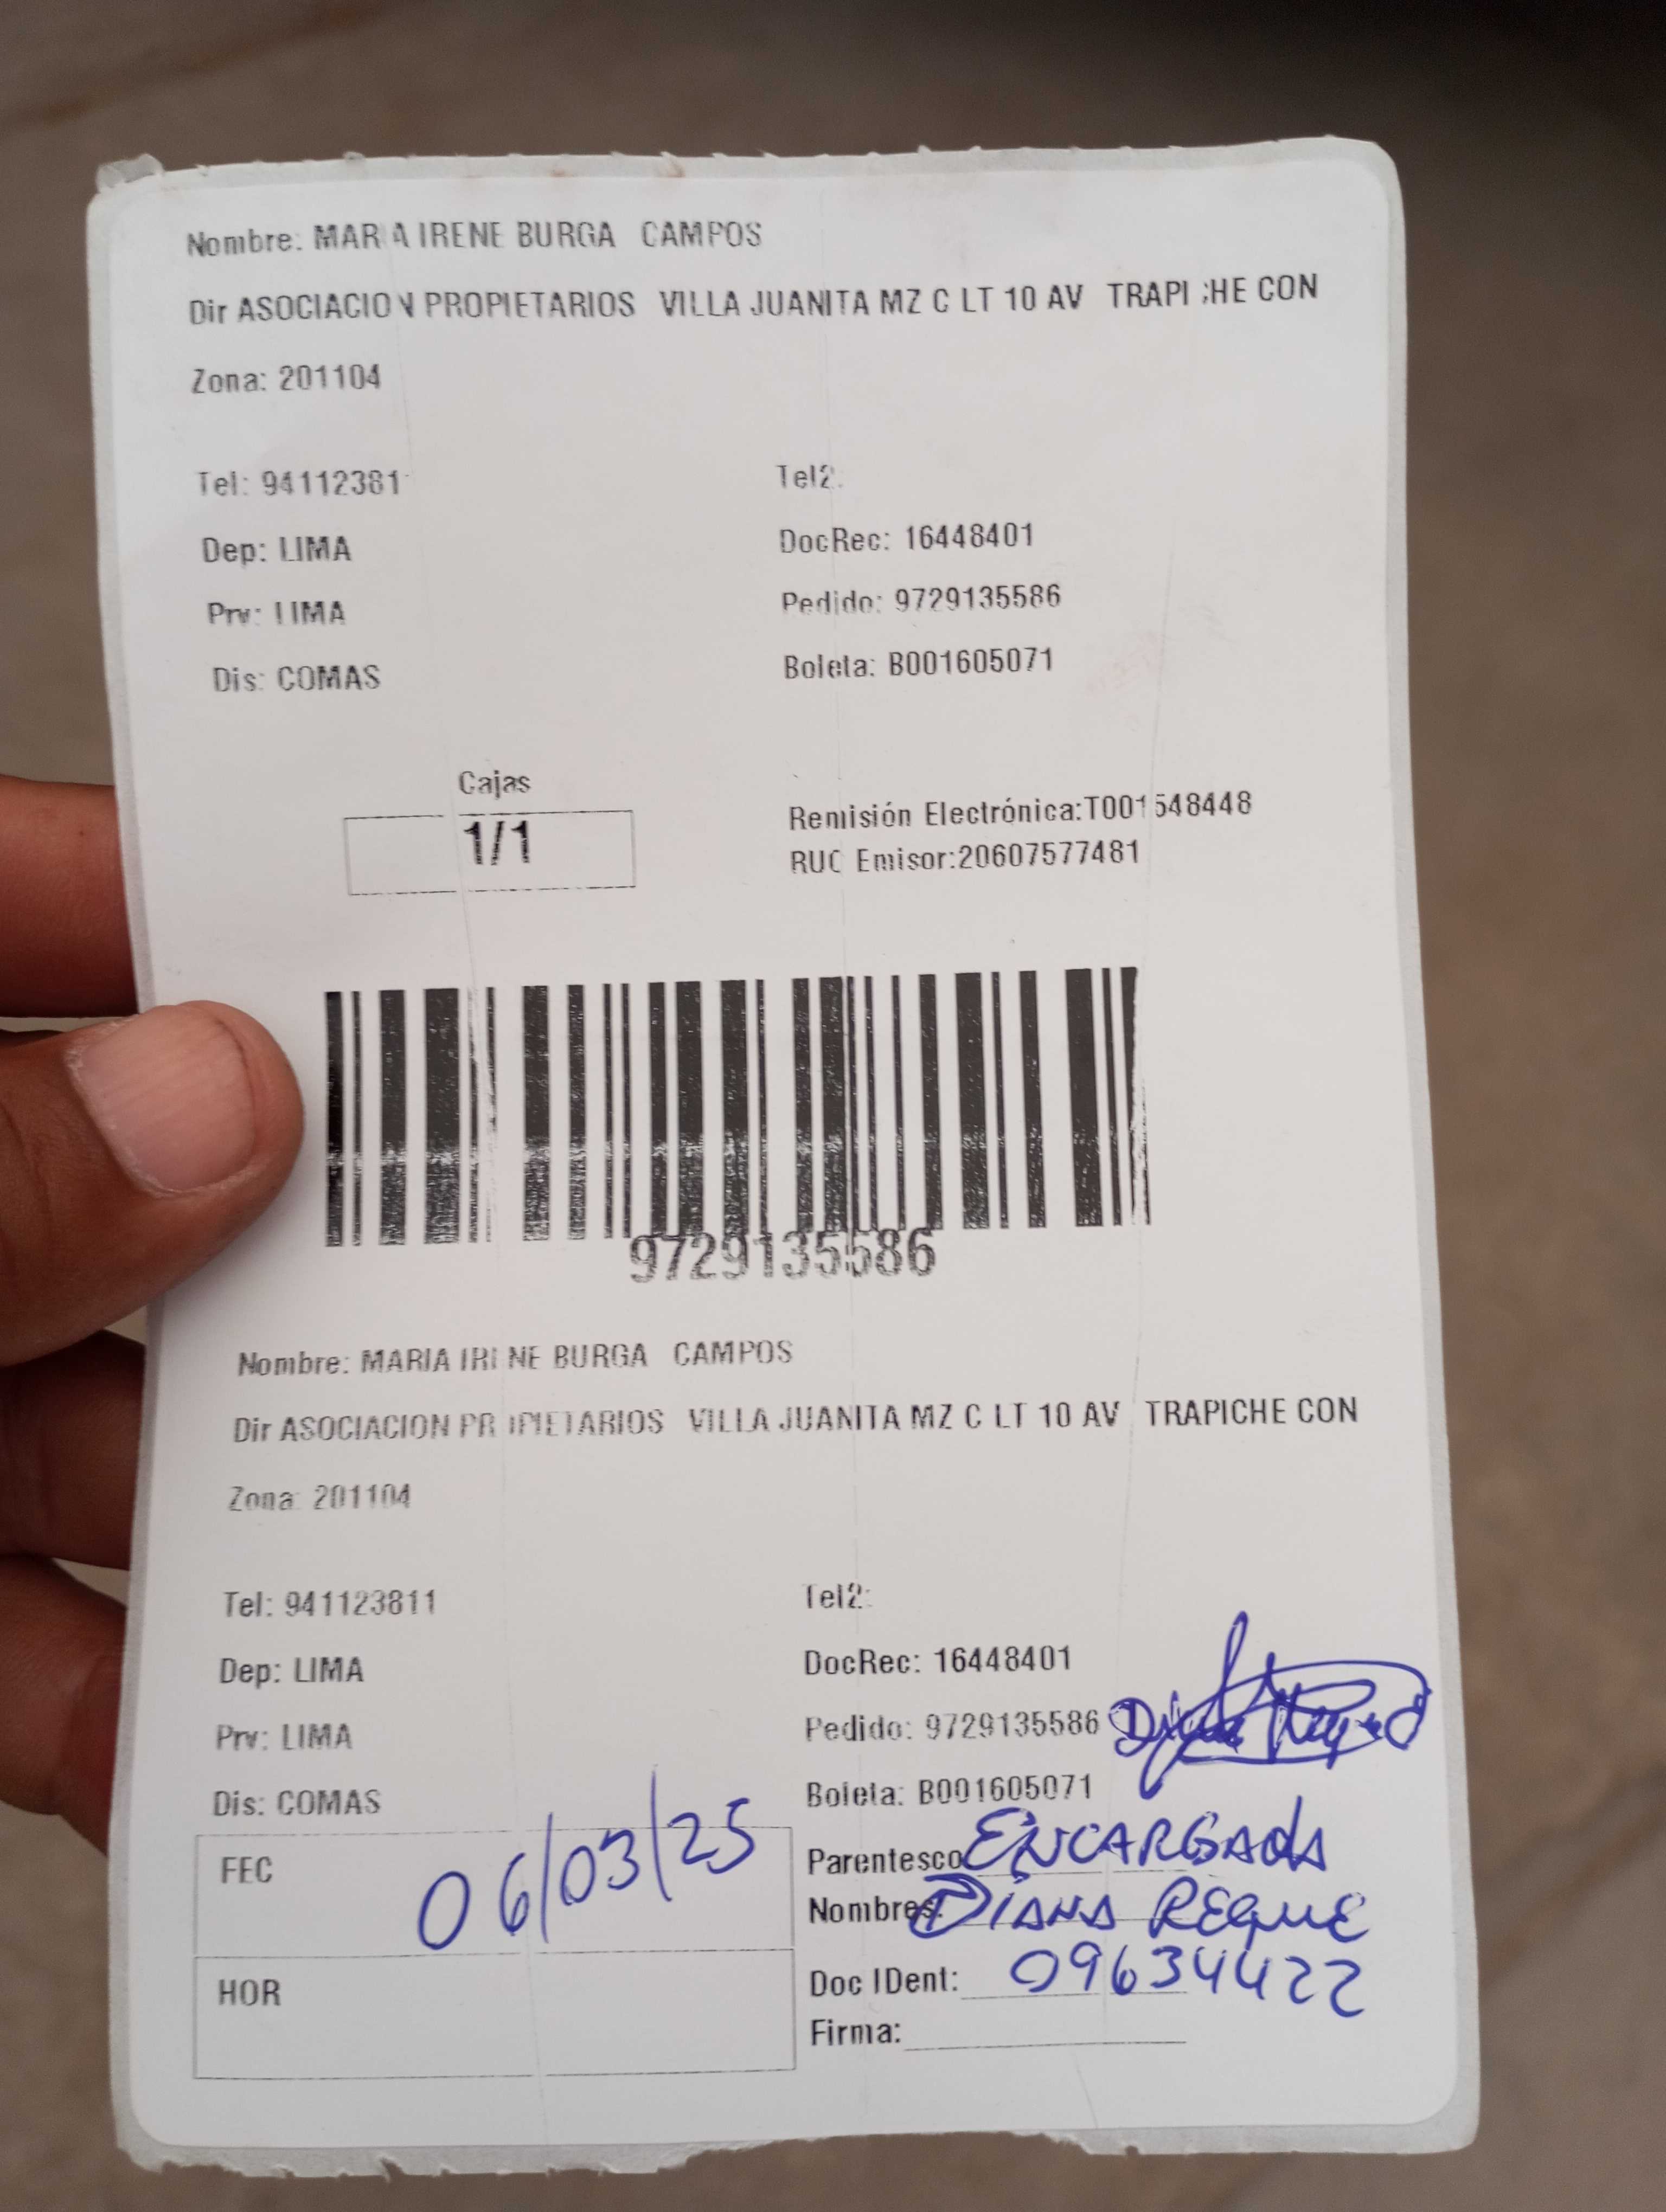 Nombre: MARIA IRENE BURGA CAMPOS
Dir ASOCIACION PROPIETARIOS VILLA JUANITA MZ C LT 10 AV TRAPICHE CON
Zona: 201104
Tel: 94112381
Tel2:
Dep: LIMA
DocRec: 16448401
Prv: LIMA
Pedido: 9729135586
Dis: COMAS
Boleta: B001605071
Cajas
1/1
Remisión Electrónica:T001548448
RUC Emisor:20607577481
9729135586
Nombre: MARIA IRENE BURGA CAMPOS
Dir ASOCIACION PROPIETARIOS VILLA JUANITA MZ C LT 10 AV TRAPICHE CON
Zona: 201104
Tel: 941123811
Tel2:
Dep: LIMA
DocRec: 16448401
Prv: LIMA
Pedido: 9729135586
Dis: COMAS
Boleta: B001605071
FEC 06/03/25
Parentesco ENCARGADA
Nombres: DIANA REQUE
HOR
Doc IDent: 09634422
Firma: